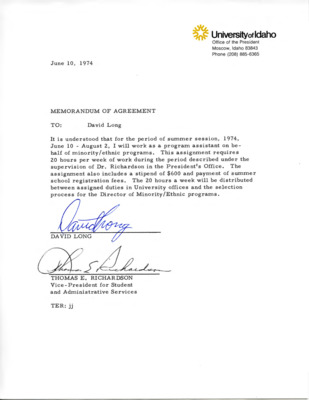 University of Idaho
Office of the President
Moscow, Idaho 83843
Phone (208) 885-6365
June 10, 1974
MEMORANDUM OF AGREEMENT
TO: David Long
It is understood that for the period of summer session, 1974,
June 10 - August 2, I will work as a program assistant on be-
half of minority/ethnic programs. This assignment requires
20 hours per week of work during the period described under the
supervision of Dr. Richardson in the President's Office. The
assignment also includes a stipend of $600 and payment of summer
school registration fees. The 20 hours a week will be distributed
between assigned duties in University offices and the selection
process for the Director of Minority/Ethnic programs.
David Long
DAVID LONG
Thomas E Richardson
THOMAS E. RICHARDSON
Vice-President for Student
and Administrative Services
TER: jj